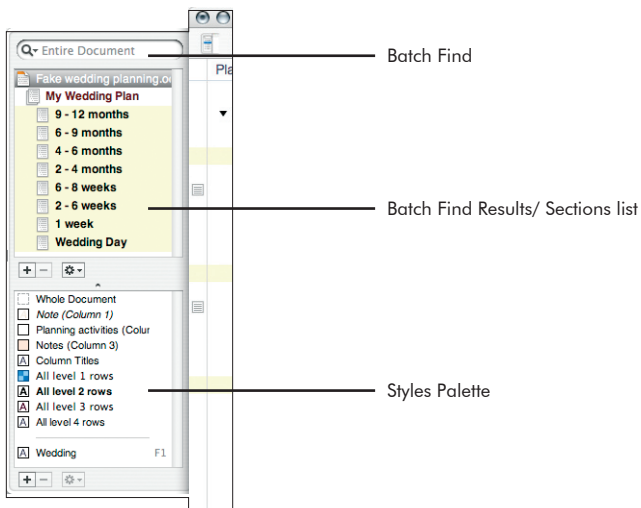 Entire Document
Batch Find
Fake wedding planning.oo
Pla
My Wedding Plan
9 - 12 months
6 - 9 months
4 - 6 months
2 - 4 months
6 - 8 weeks
2 - 6 weeks
Batch Find Results/ Sections list
1 week
Wedding Day
Whole Document
Note (Column 1)
Planning activities (Colur
Notes (Column 3)
A Column Titles
All level 1 rows
A All level 2 rows
Styles Palette
A All level 3 rows
A All level 4 rows
A Wedding F1